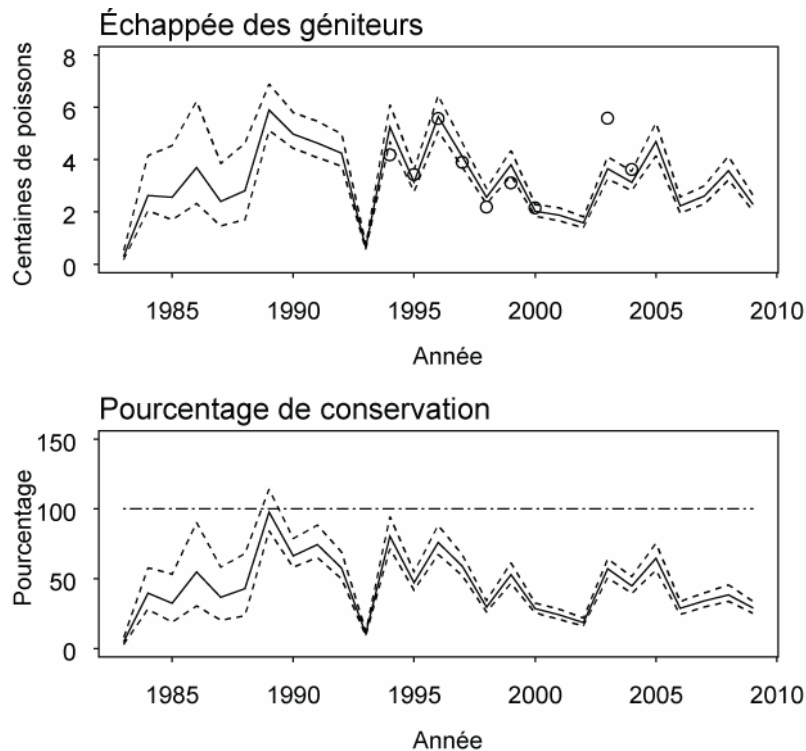 Échappée des géniteurs
Centaines de poissons
8
6
4
2
0
1985 1990 1995 2000 2005 2010
Année
Pourcentage de conservation
Pourcentage
150
100
50
0
1985 1990 1995 2000 2005 2010
Année